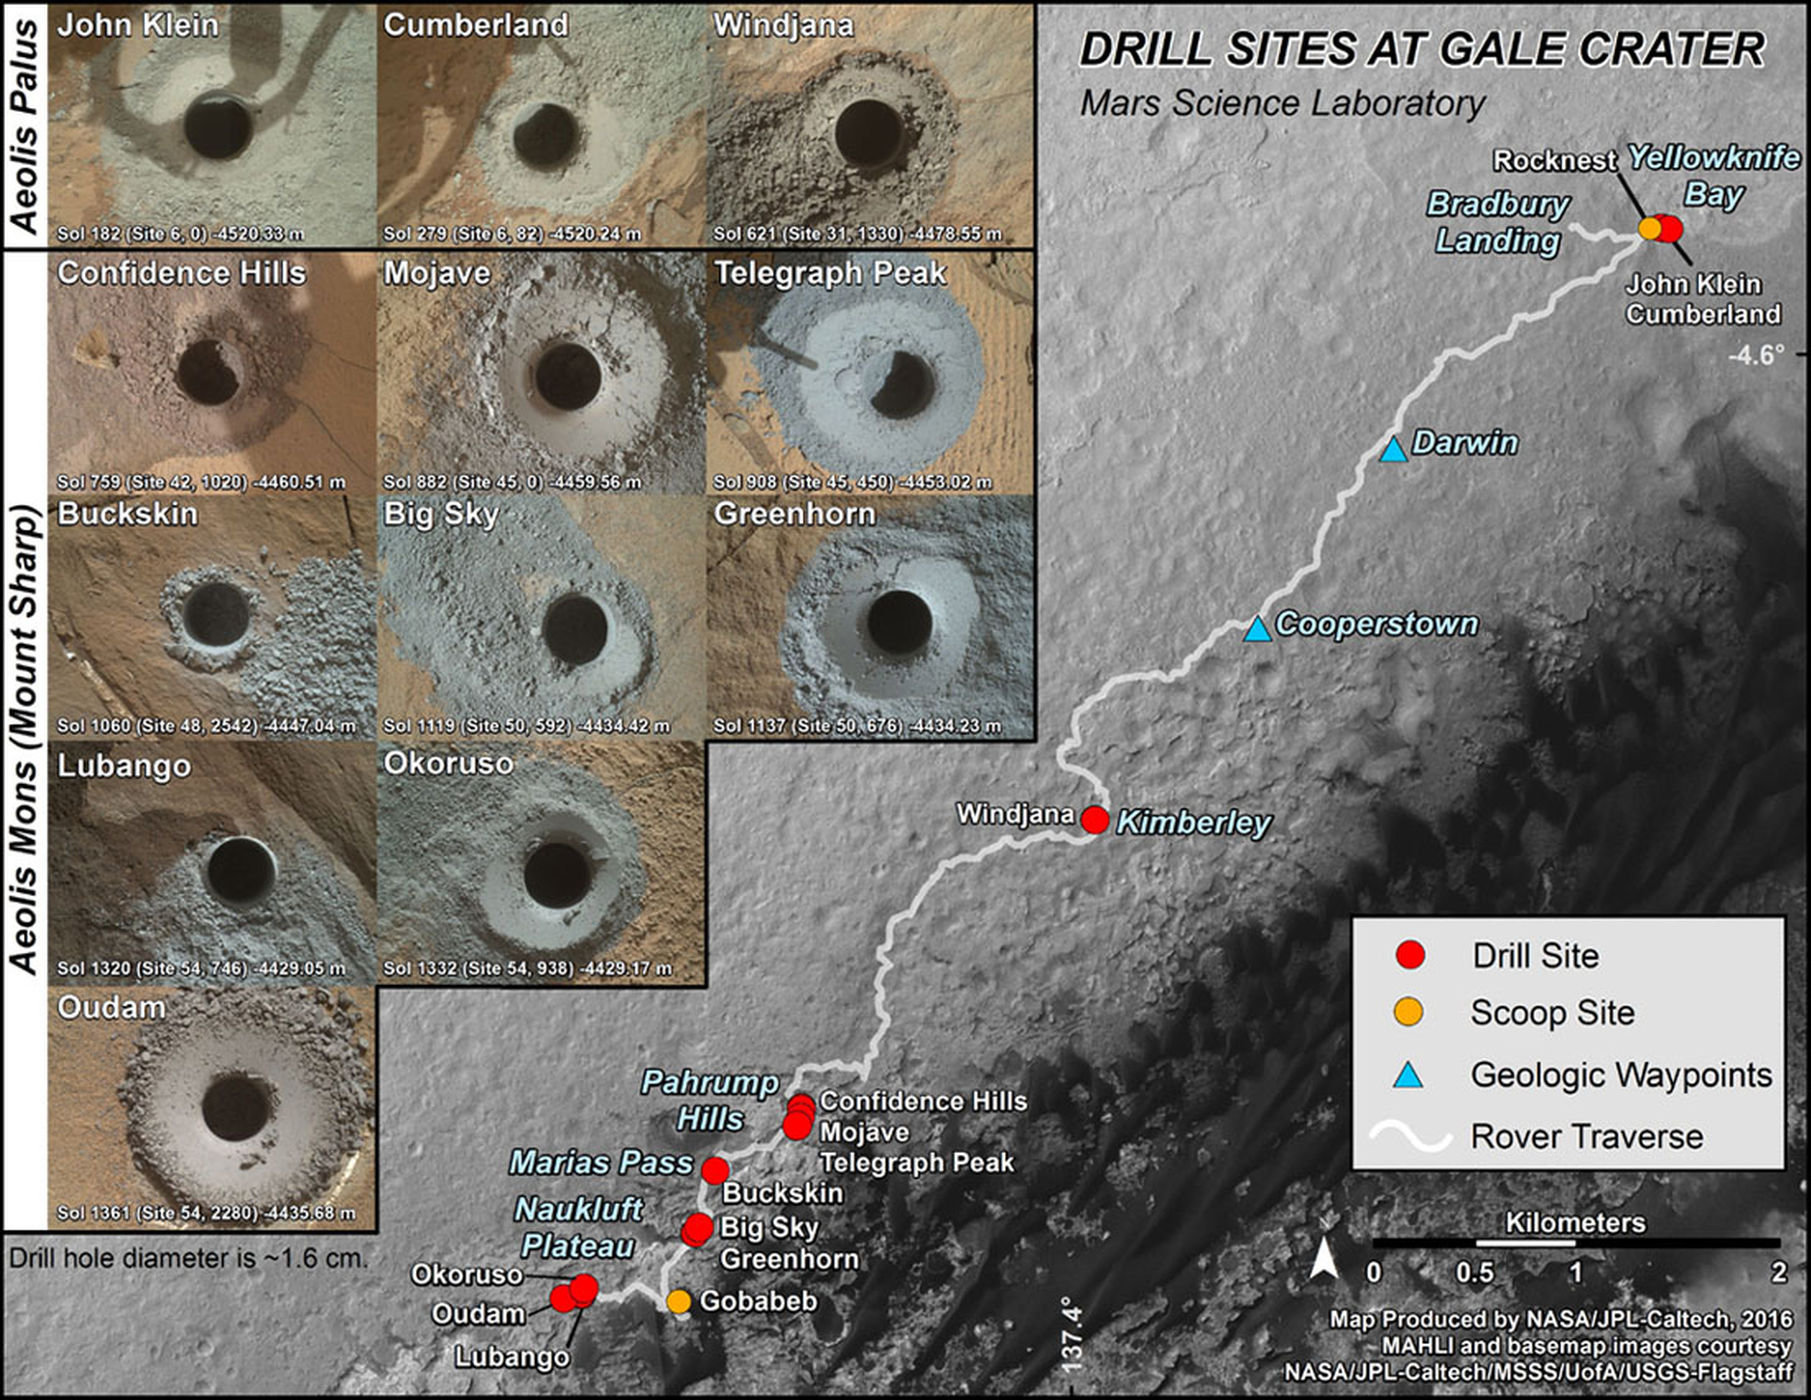 Aeolis Palus
John Klein
Sol 182 (Site 6, 0) -4520.33 m
Cumberland
Sol 279 (Site 6, 82) -4520.24 m
Windjana
Sol 621 (Site 31, 1330) -4478.55 m
Aeolis Mons (Mount Sharp)
Confidence Hills
Sol 759 (Site 42, 1020) -4460.51 m
Mojave
Sol 882 (Site 45, 0) -4459.56 m
Telegraph Peak
Sol 908 (Site 45, 450) -4453.02 m
Buckskin
Sol 1060 (Site 48, 2542) -4447.04 m
Big Sky
Sol 1119 (Site 50, 592) -4434.42 m
Greenhorn
Sol 1137 (Site 50, 676) -4434.23 m
Lubango
Sol 1320 (Site 54, 746) -4429.05 m
Okoruso
Sol 1332 (Site 54, 938) -4429.17 m
Oudam
Sol 1361 (Site 54, 2280) -4435.68 m
Drill hole diameter is ~1.6 cm.
DRILL SITES AT GALE CRATER
Mars Science Laboratory
Rocknest
Yellowknife
Bay
Bradbury
Landing
John Klein
Cumberland
-4.6°
Darwin
Cooperstown
Windjana
Kimberley
Pahrump
Hills
Confidence Hills
Mojave
Telegraph Peak
Marias Pass
Buckskin
Naukluft
Plateau
Big Sky
Greenhorn
Okoruso
Oudam
Lubango
Gobabeb
137.4°
Drill Site
Scoop Site
Geologic Waypoints
Rover Traverse
N
Kilometers
0 0.5 1 2
Map Produced by NASA/JPL-Caltech, 2016
MAHLI and basemap images courtesy
NASA/JPL-Caltech/MSSS/UofA/USGS-Flagstaff